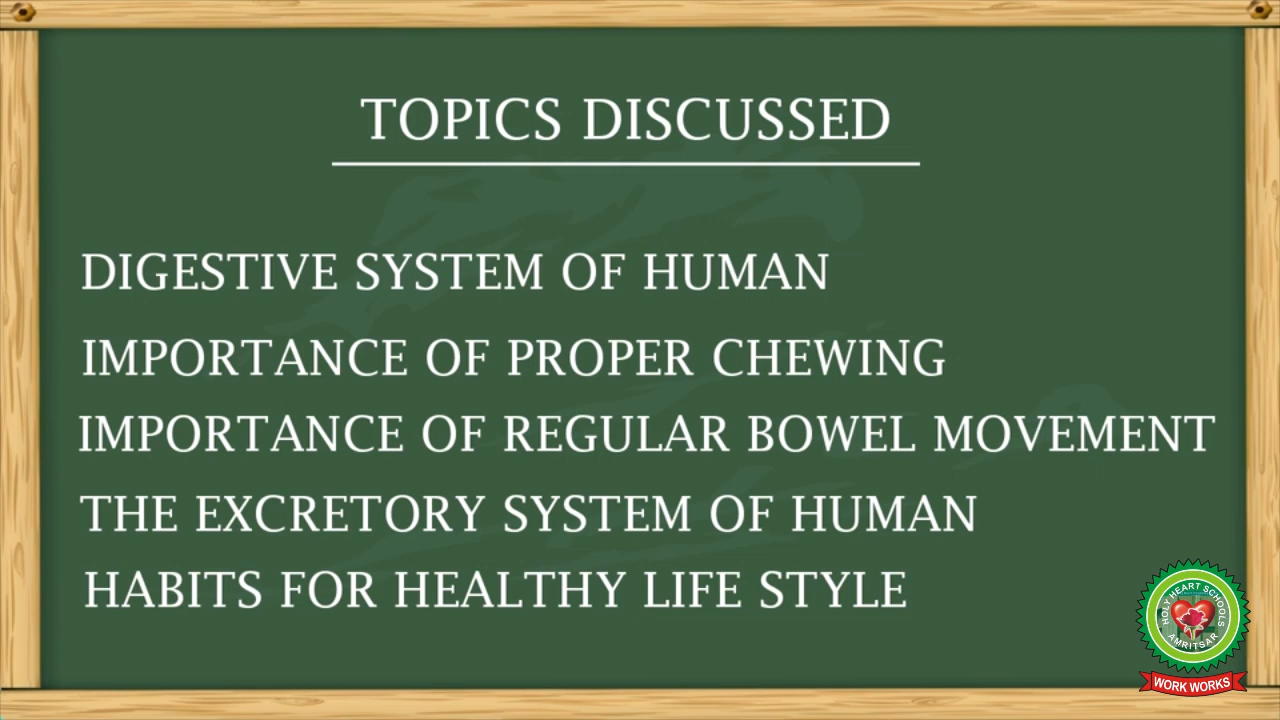 TOPICS DISCUSSED
DIGESTIVE SYSTEM OF HUMAN
IMPORTANCE OF PROPER CHEWING
IMPORTANCE OF REGULAR BOWEL MOVEMENT
THE EXCRETORY SYSTEM OF HUMAN
HABITS FOR HEALTHY LIFE STYLE
HOLY HEART SCHOOLS
AMRITSAR
WORK WORKS